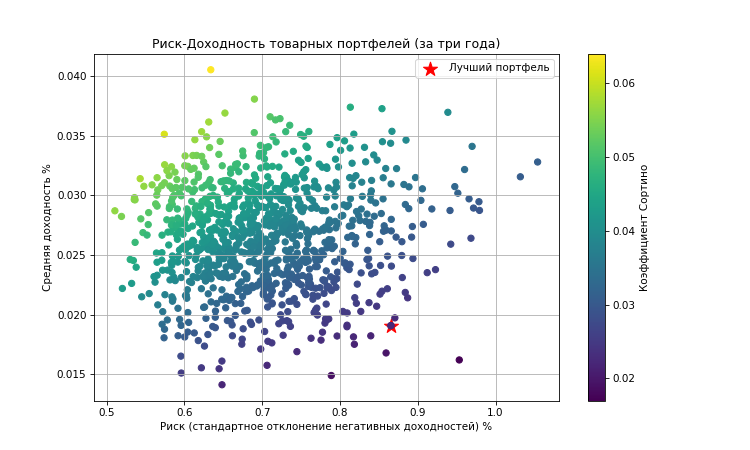 Риск-Доходность товарных портфелей (за три года)
Лучший портфель
Средняя доходность %
0.040
0.035
0.030
0.025
0.020
0.015
0.5 0.6 0.7 0.8 0.9 1.0
Риск (стандартное отклонение негативных доходностей) %
0.06
0.05
0.04
0.03
0.02
Коэффициент Сортино